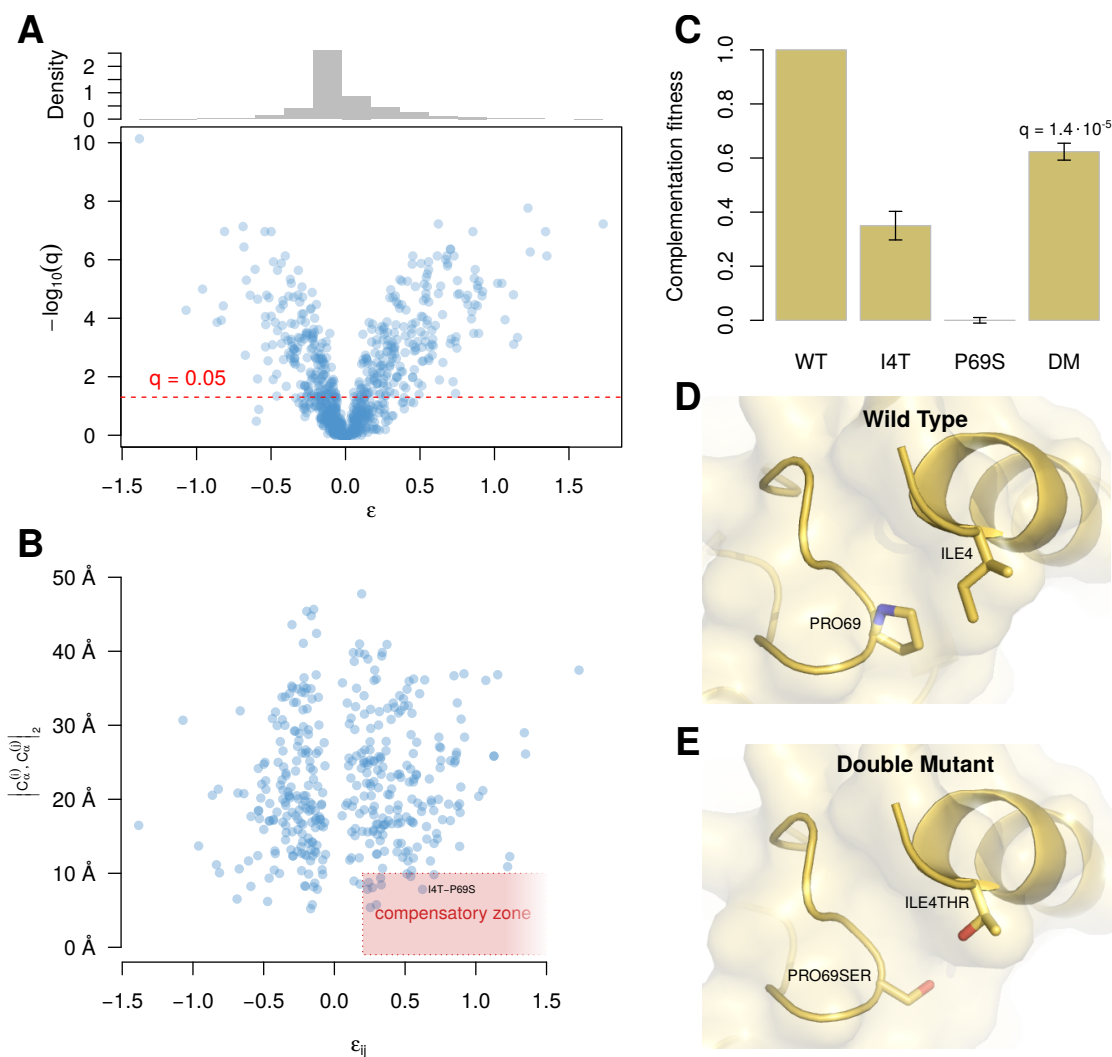 A
Density
0
1
2
−log10(q)
0
2
4
6
8
10
q = 0.05
−1.5 −1.0 −0.5 0.0 0.5 1.0 1.5
ε
B
|C_α^(i), C_α^(j)|_2
50 Å
40 Å
30 Å
20 Å
10 Å
0 Å
I4T−P69S
compensatory zone
−1.5 −1.0 −0.5 0.0 0.5 1.0 1.5
ε_ij
C
Complementation fitness
0.0
0.2
0.4
0.6
0.8
1.0
q = 1.4⋅10^-5
WT I4T P69S DM
D
Wild Type
ILE4
PRO69
E
Double Mutant
ILE4THR
PRO69SER